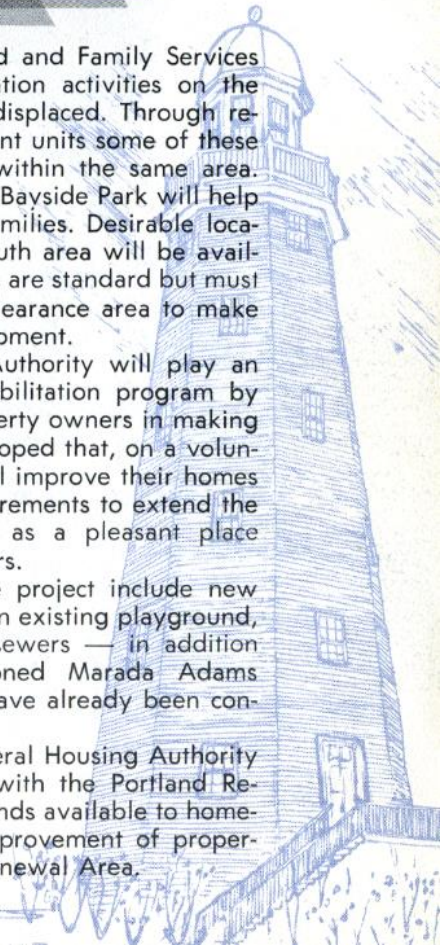 d and Family Services
ation activities on the
displaced. Through re-
nt units some of these
within the same area.
Bayside Park will help
milies. Desirable loca-
uth area will be avail-
are standard but must
earance area to make
pment.
Authority will play an
bilitation program by
erty owners in making
oped that, on a volun-
l improve their homes
rements to extend the
as a pleasant place
rs.
e project include new
n existing playground,
sewers — in addition
oned Marada Adams
ave already been con-
eral Housing Authority
with the Portland Re-
nds available to home-
provement of proper-
newal Area.